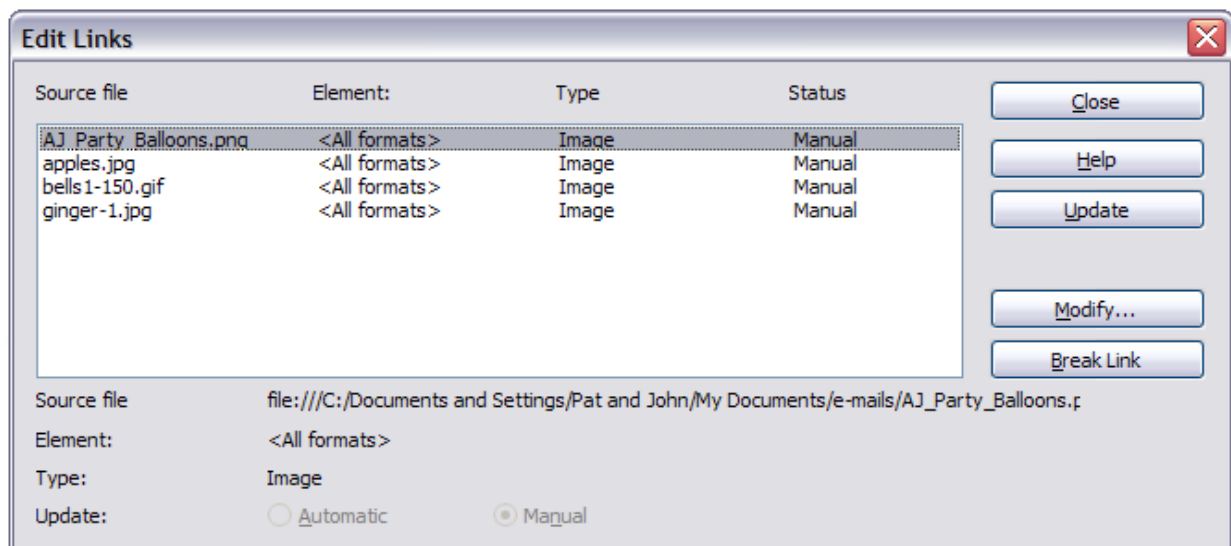 Edit Links
Source file Element: Type Status
Close
AJ_Party_Balloons.png <All formats> Image Manual
apples.jpg <All formats> Image Manual
Help
bells1-150.gif <All formats> Image Manual
ginger-1.jpg <All formats> Image Manual
Update
Modify...
Break Link
Source file file:///C:/Documents and Settings/Pat and John/My Documents/e-mails/AJ_Party_Balloons.p
Element: <All formats>
Type: Image
Update: Automatic Manual